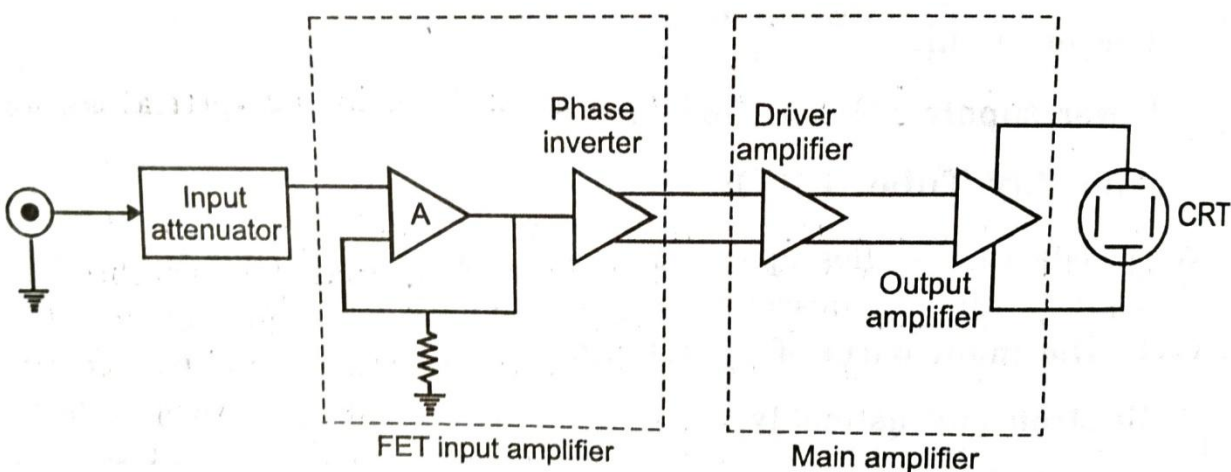 Phase
inverter
Driver
amplifier
Input
attenuator
A
CRT
Output
amplifier
FET input amplifier
Main amplifier